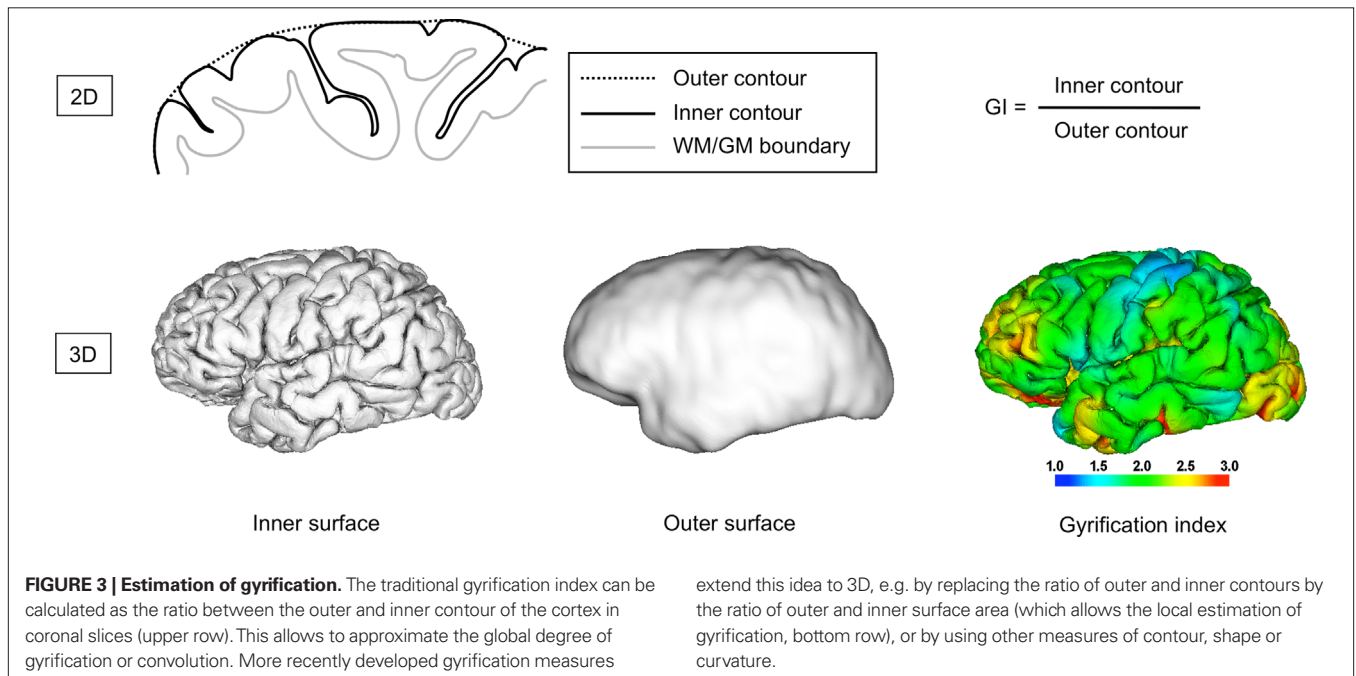 2D
Outer contour
Inner contour
WM/GM boundary
GI =
Inner contour
Outer contour
3D
1.0 1.5 2.0 2.5 3.0
Inner surface
Outer surface
Gyrification index
FIGURE 3 | Estimation of gyrification. The traditional gyrification index can be
calculated as the ratio between the outer and inner contour of the cortex in
coronal slices (upper row). This allows to approximate the global degree of
gyrification or convolution. More recently developed gyrification measures
extend this idea to 3D, e.g. by replacing the ratio of outer and inner contours by
the ratio of outer and inner surface area (which allows the local estimation of
gyrification, bottom row), or by using other measures of contour, shape or
curvature.